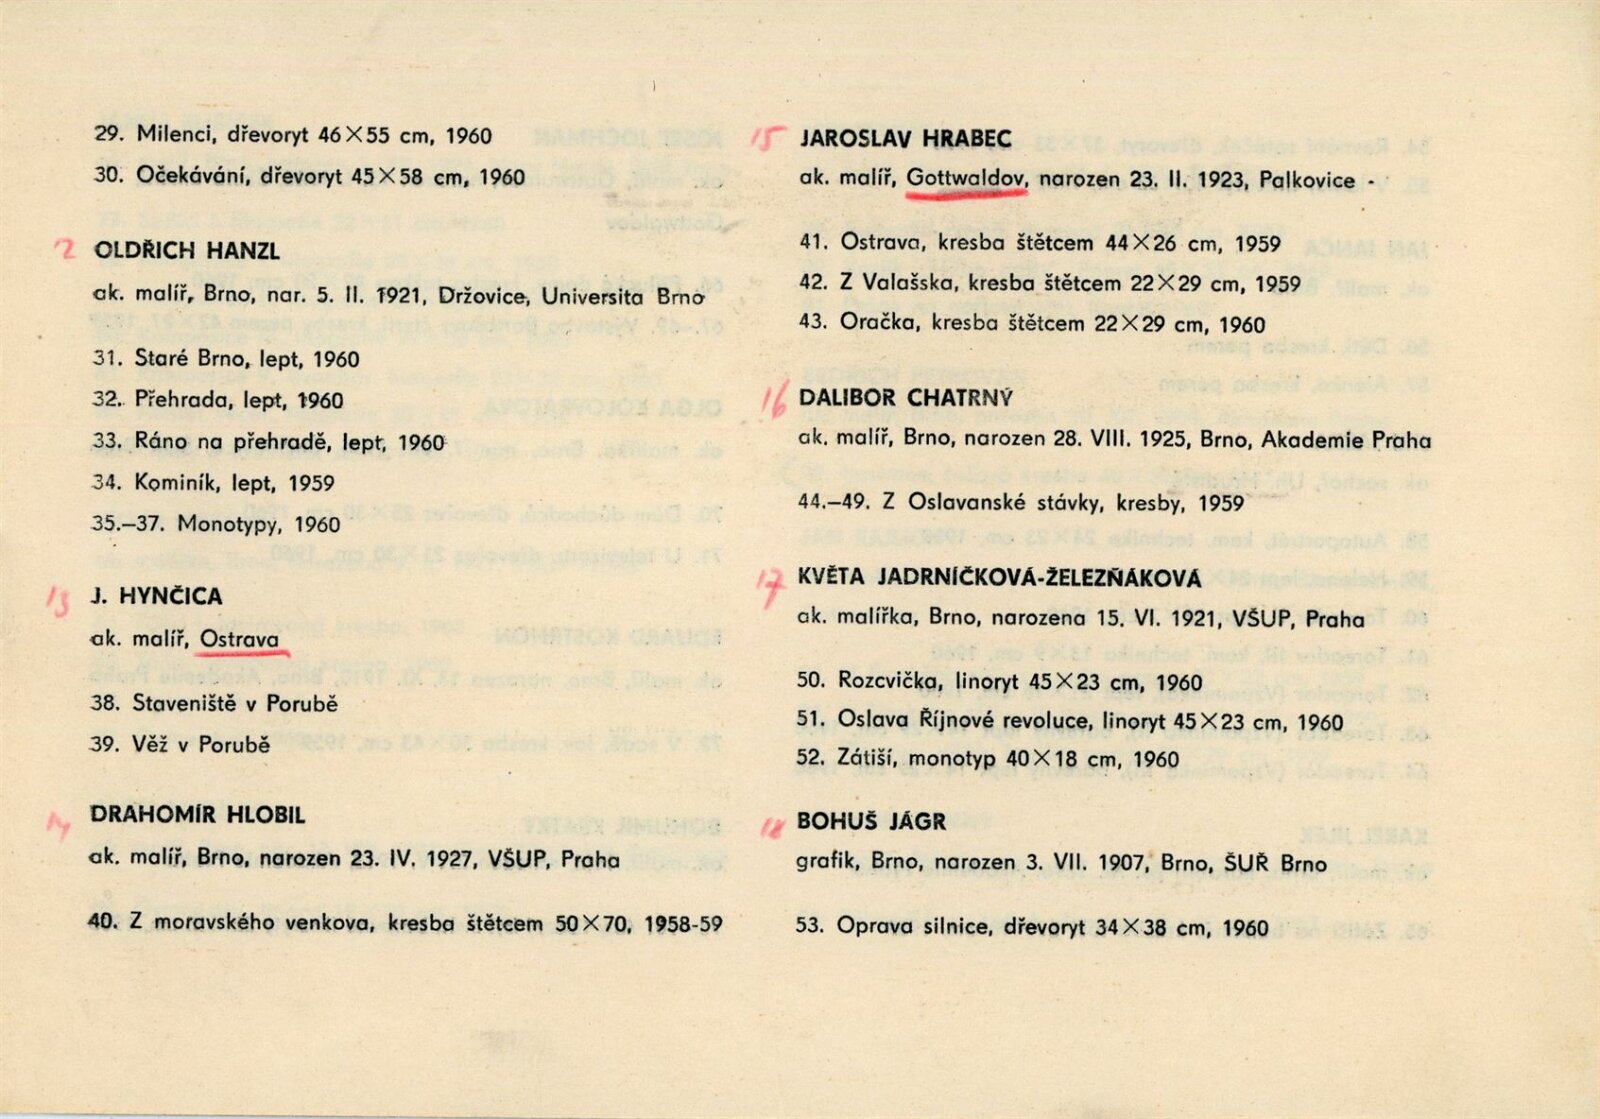 29. Milenci, dřevoryt 46×55 cm, 1960
30. Očekávání, dřevoryt 45×58 cm, 1960
2 OLDŘICH HANZL
ak. malíř, Brno, nar. 5. II. 1921, Držovice, Universita Brno
31. Staré Brno, lept, 1960
32. Přehrada, lept, 1960
33. Ráno na přehradě, lept, 1960
34. Kominík, lept, 1959
35.–37. Monotypy, 1960
13 J. HYNČICA
ak. malíř, Ostrava
38. Staveniště v Porubě
39. Věž v Porubě
14 DRAHOMÍR HLOBIL
ak. malíř, Brno, narozen 23. IV. 1927, VŠUP, Praha
40. Z moravského venkova, kresba štětcem 50×70, 1958-59
15 JAROSLAV HRABEC
ak. malíř, Gottwaldov, narozen 23. II. 1923, Palkovice
41. Ostrava, kresba štětcem 44×26 cm, 1959
42. Z Valašska, kresba štětcem 22×29 cm, 1959
43. Oračka, kresba štětcem 22×29 cm, 1960
16 DALIBOR CHATRNÝ
ak. malíř, Brno, narozen 28. VIII. 1925, Brno, Akademie Praha
44.–49. Z Oslavanské stávky, kresby, 1959
17 KVĚTA JADRNÍČKOVÁ-ŽELEZŇÁKOVÁ
ak. malířka, Brno, narozena 15. VI. 1921, VŠUP, Praha
50. Rozcvička, linoryt 45×23 cm, 1960
51. Oslava Říjnové revoluce, linoryt 45×23 cm, 1960
52. Zátiší, monotyp 40×18 cm, 1960
18 BOHUŠ JÁGR
grafik, Brno, narozen 3. VII. 1907, Brno, ŠUŘ Brno
53. Oprava silnice, dřevoryt 34×38 cm, 1960